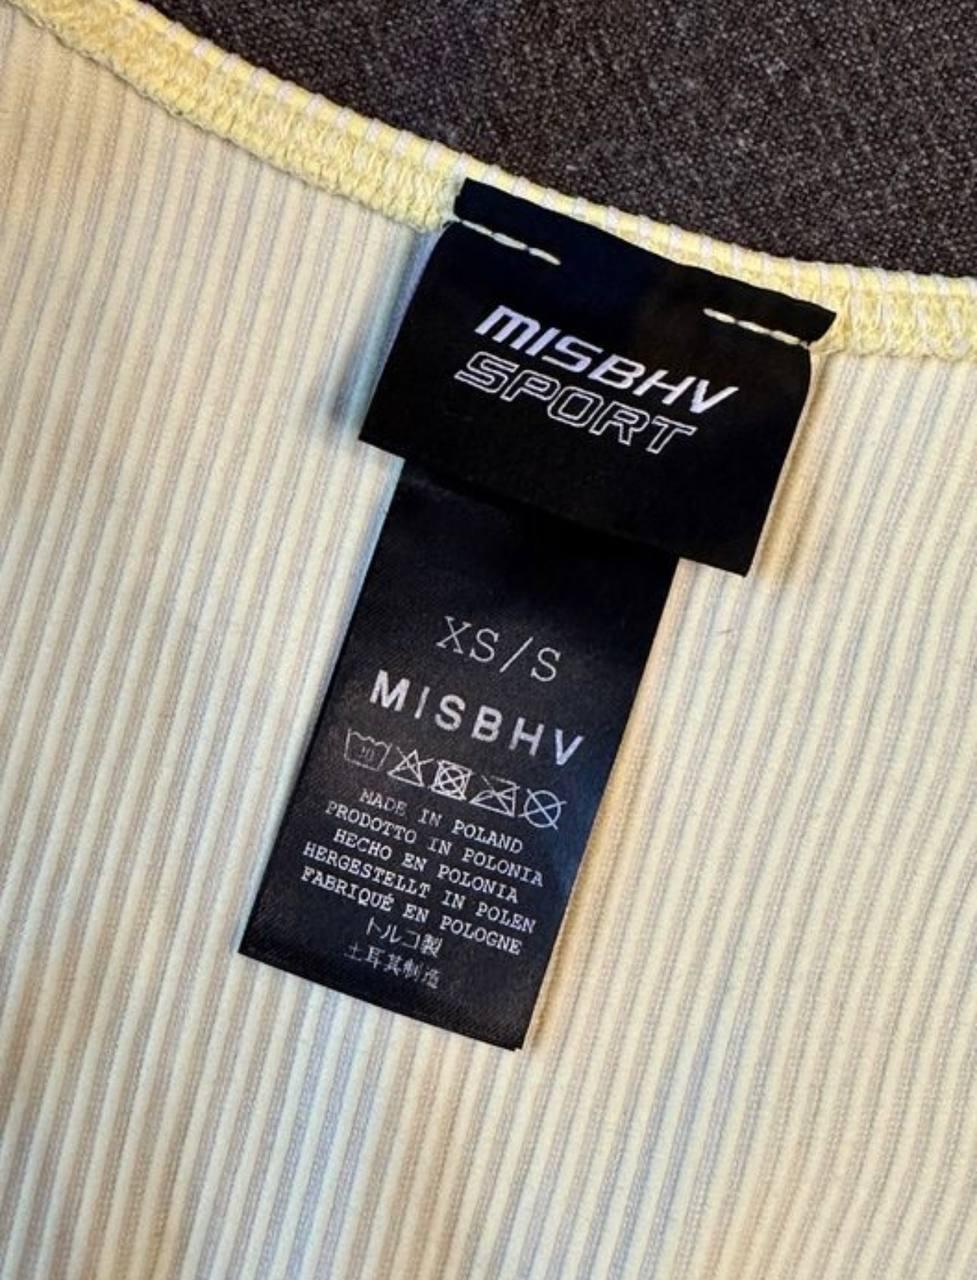 MISBHV
SPORT
XS/S
MISBHV
30
MADE IN POLAND
PRODOTTO IN POLONIA
HECHO EN POLONIA
HERGESTELLT IN POLEN
FABRIQUÉ EN POLOGNE
トルコ製
土耳其制造